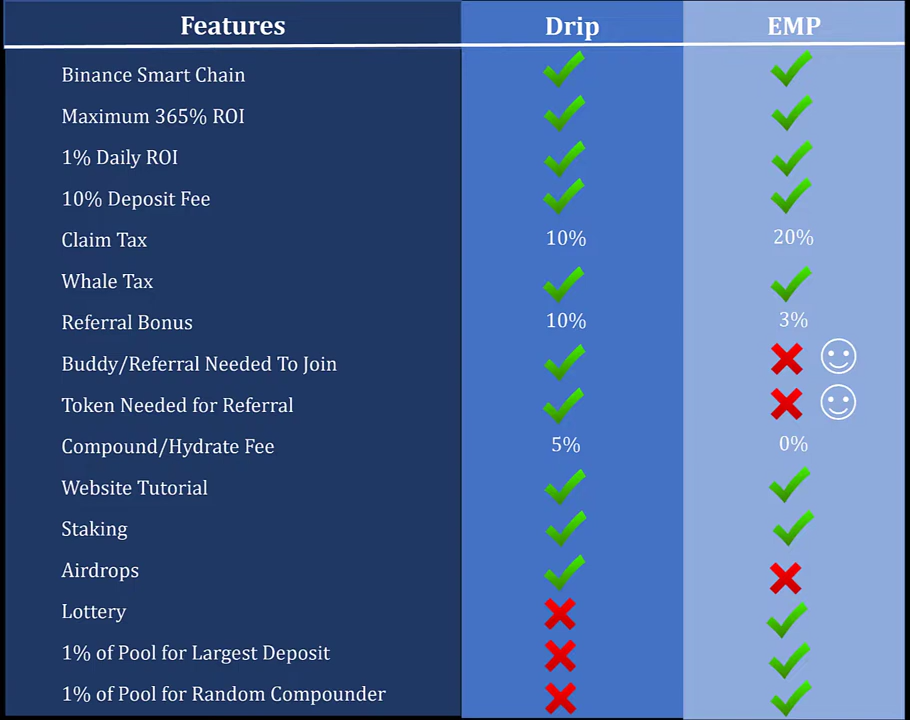 Features Drip EMP
Binance Smart Chain
Maximum 365% ROI
1% Daily ROI
10% Deposit Fee
Claim Tax 10% 20%
Whale Tax
Referral Bonus 10% 3%
Buddy/Referral Needed To Join
Token Needed for Referral
Compound/Hydrate Fee 5% 0%
Website Tutorial
Staking
Airdrops
Lottery
1% of Pool for Largest Deposit
1% of Pool for Random Compounder